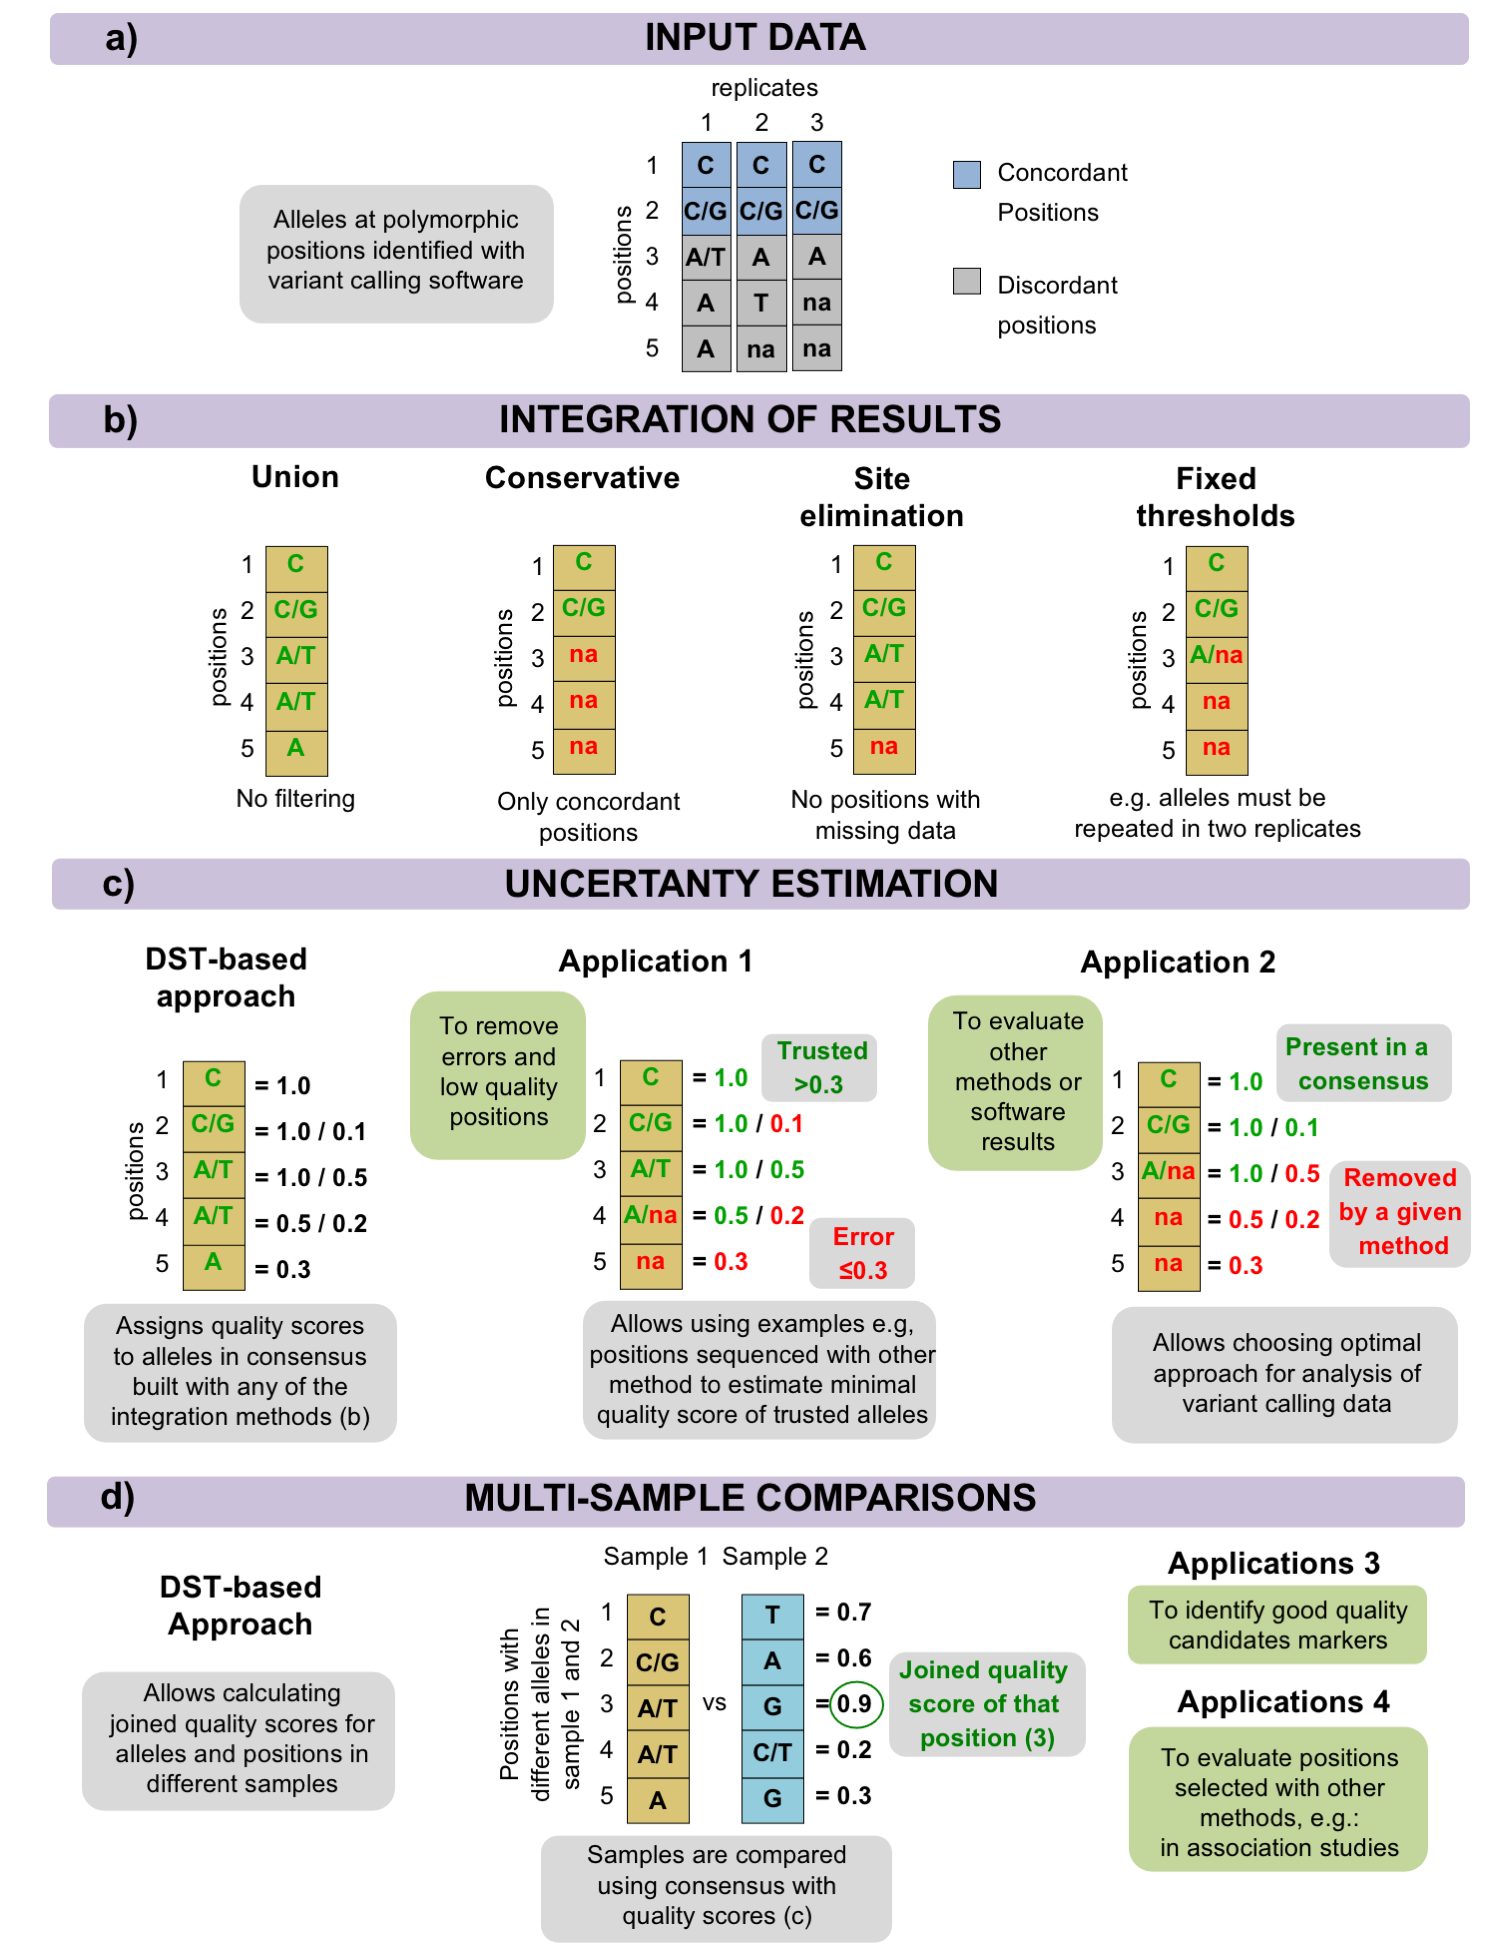 a) INPUT DATA
replicates
1 2 3
Alleles at polymorphic
positions identified with
variant calling software
positions
1 C C C
2 C/G C/G C/G
3 A/T A A
4 A T na
5 A na na
Concordant
Positions
Discordant
positions
b) INTEGRATION OF RESULTS
Union
positions
1 C
2 C/G
3 A/T
4 A/T
5 A
No filtering
Conservative
positions
1 C
2 C/G
3 na
4 na
5 na
Only concordant
positions
Site
elimination
positions
1 C
2 C/G
3 A/T
4 A/T
5 na
No positions with
missing data
Fixed
thresholds
positions
1 C
2 C/G
3 A/na
4 na
5 na
e.g. alleles must be
repeated in two replicates
c) UNCERTANTY ESTIMATION
DST-based
approach
positions
1 C = 1.0
2 C/G = 1.0 / 0.1
3 A/T = 1.0 / 0.5
4 A/T = 0.5 / 0.2
5 A = 0.3
Assigns quality scores
to alleles in consensus
built with any of the
integration methods (b)
Application 1
To remove
errors and
low quality
positions
1 C = 1.0
2 C/G = 1.0 / 0.1
3 A/T = 1.0 / 0.5
4 A/na = 0.5 / 0.2
5 na = 0.3
Trusted
>0.3
Error
≤0.3
Allows using examples e.g,
positions sequenced with other
method to estimate minimal
quality score of trusted alleles
Application 2
To evaluate
other
methods or
software
results
1 C = 1.0
2 C/G = 1.0 / 0.1
3 A/na = 1.0 / 0.5
4 na = 0.5 / 0.2
5 na = 0.3
Present in a
consensus
Removed
by a given
method
Allows choosing optimal
approach for analysis of
variant calling data
d) MULTI-SAMPLE COMPARISONS
DST-based
Approach
Allows calculating
joined quality scores for
alleles and positions in
different samples
Sample 1 Sample 2
Positions with
different alleles in
sample 1 and 2
1 C T = 0.7
2 C/G A = 0.6
3 A/T vs G = 0.9
4 A/T C/T = 0.2
5 A G = 0.3
Joined quality
score of that
position (3)
Samples are compared
using consensus with
quality scores (c)
Applications 3
To identify good quality
candidates markers
Applications 4
To evaluate positions
selected with other
methods, e.g.:
in association studies